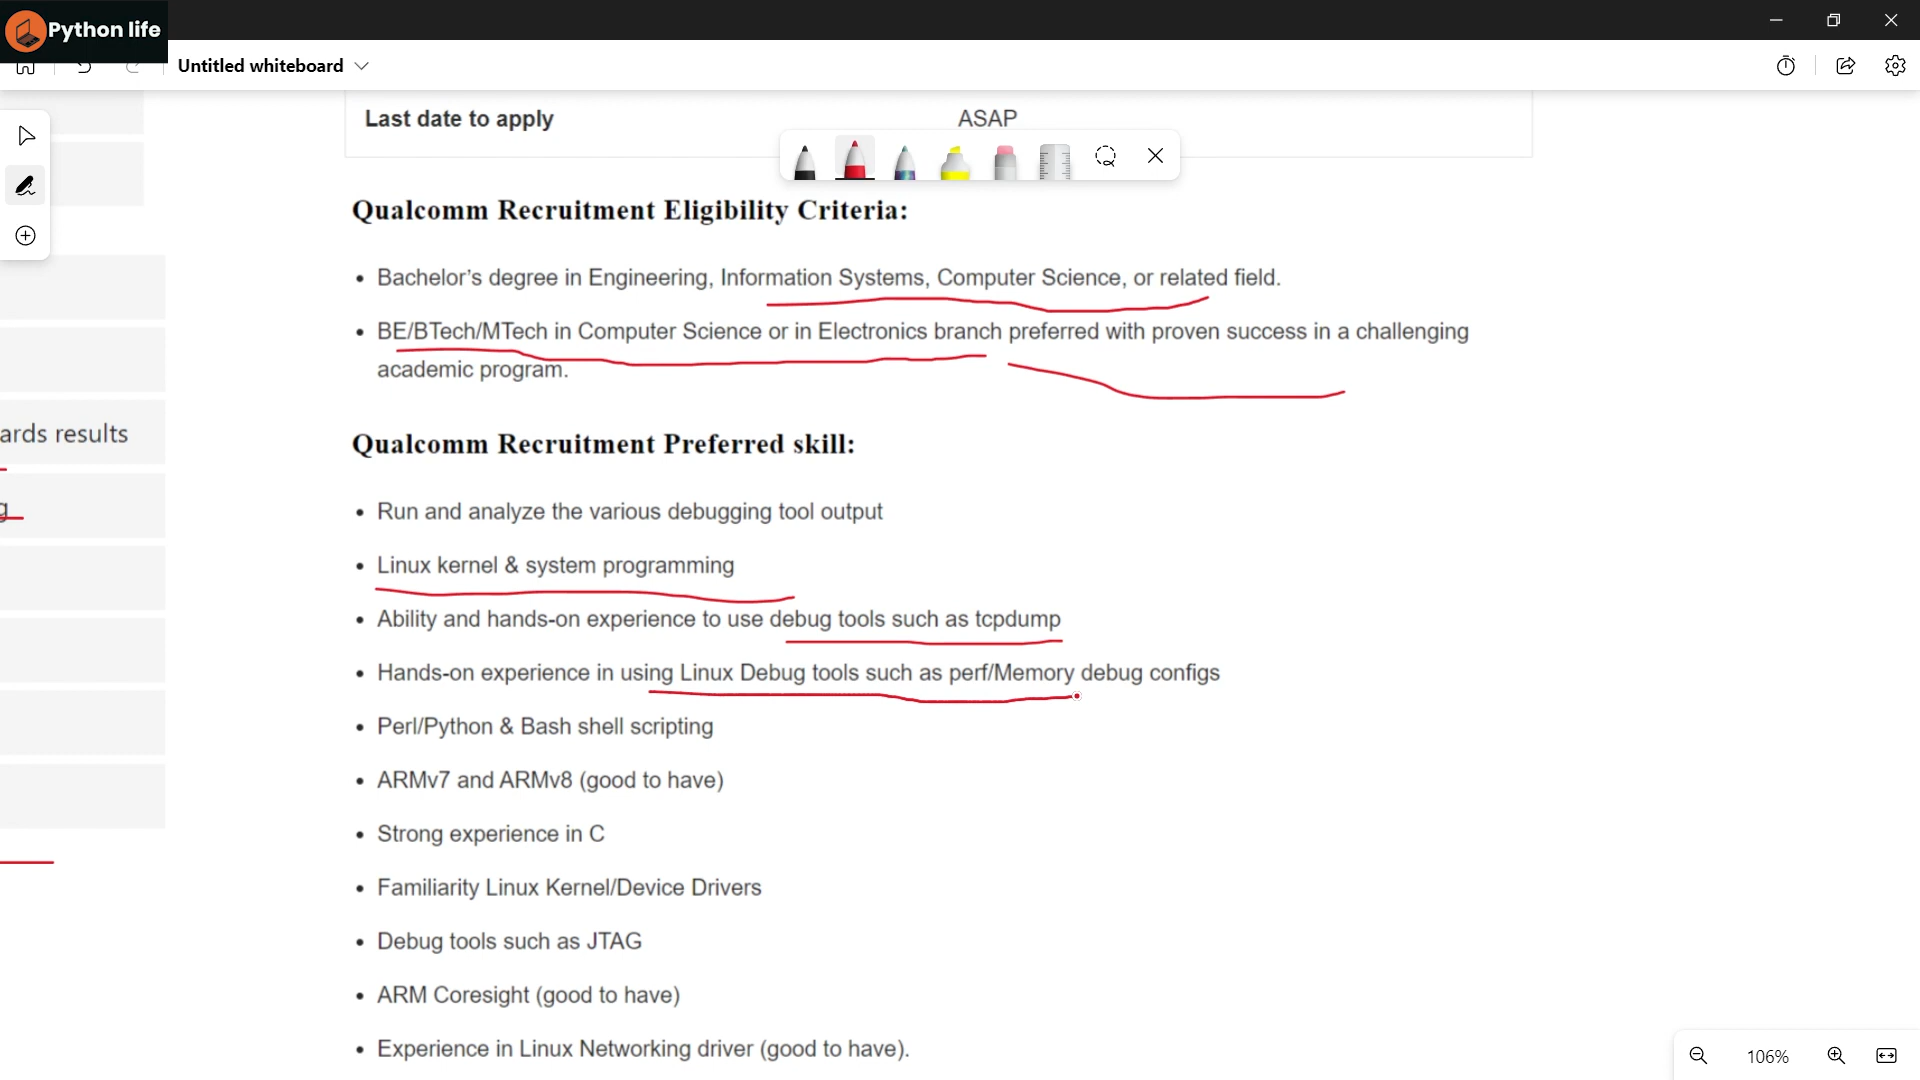 Python life
Untitled whiteboard
Last date to apply ASAP
Qualcomm Recruitment Eligibility Criteria:
• Bachelor’s degree in Engineering, Information Systems, Computer Science, or related field.
• BE/BTech/MTech in Computer Science or in Electronics branch preferred with proven success in a challenging
academic program.
ards results
g
Qualcomm Recruitment Preferred skill:
• Run and analyze the various debugging tool output
• Linux kernel & system programming
• Ability and hands-on experience to use debug tools such as tcpdump
• Hands-on experience in using Linux Debug tools such as perf/Memory debug configs
• Perl/Python & Bash shell scripting
• ARMv7 and ARMv8 (good to have)
• Strong experience in C
• Familiarity Linux Kernel/Device Drivers
• Debug tools such as JTAG
• ARM Coresight (good to have)
• Experience in Linux Networking driver (good to have).
106%